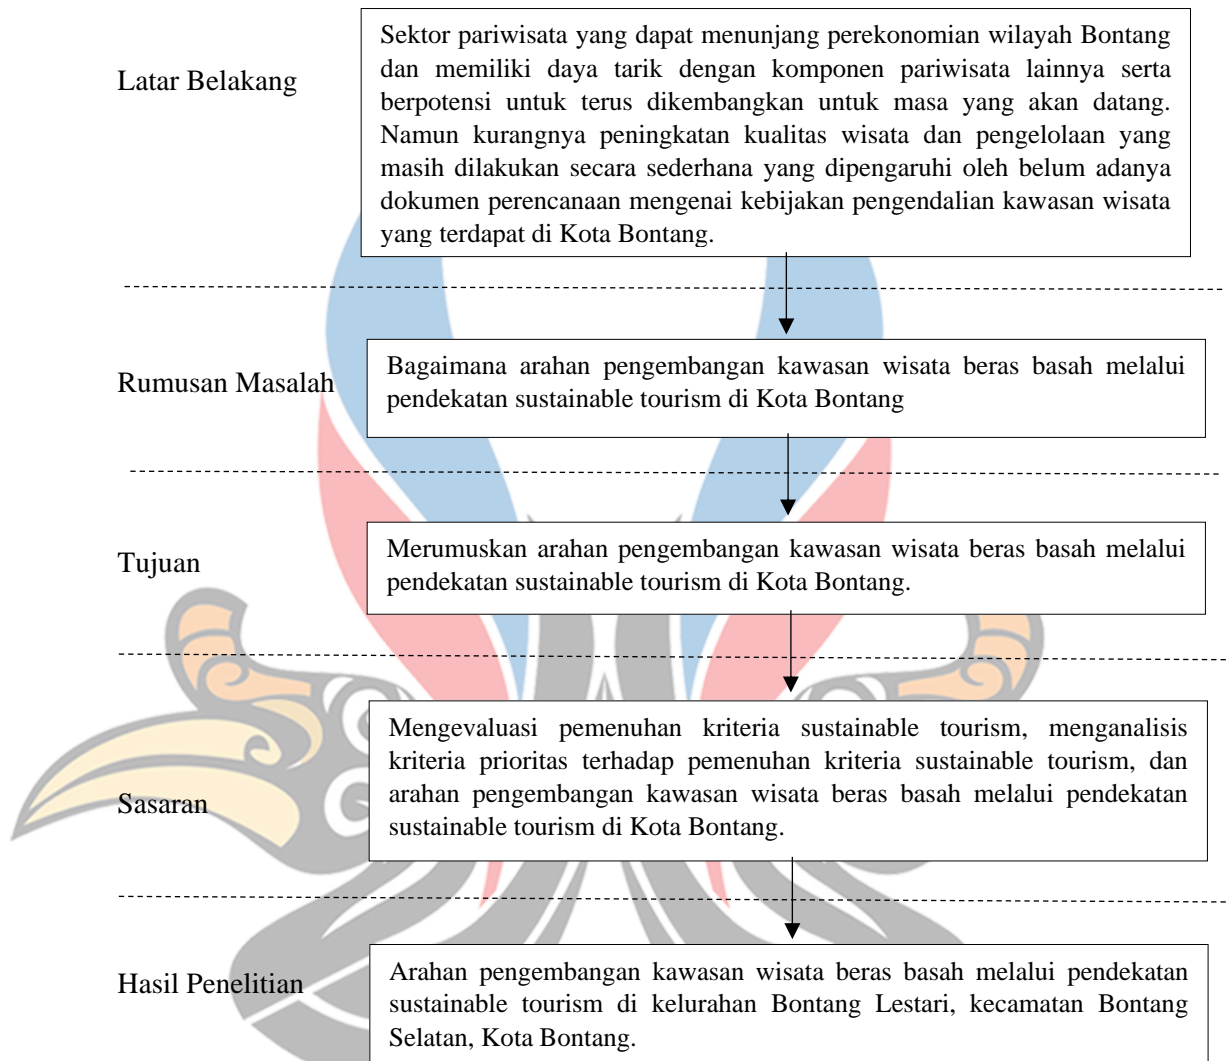 Latar Belakang
Sektor pariwisata yang dapat menunjang perekonomian wilayah Bontang
dan memiliki daya tarik dengan komponen pariwisata lainnya serta
berpotensi untuk terus dikembangkan untuk masa yang akan datang.
Namun kurangnya peningkatan kualitas wisata dan pengelolaan yang
masih dilakukan secara sederhana yang dipengaruhi oleh belum adanya
dokumen perencanaan mengenai kebijakan pengendalian kawasan wisata
yang terdapat di Kota Bontang.
Rumusan Masalah
Bagaimana arahan pengembangan kawasan wisata beras basah melalui
pendekatan sustainable tourism di Kota Bontang
Tujuan
Merumuskan arahan pengembangan kawasan wisata beras basah melalui
pendekatan sustainable tourism di Kota Bontang.
Sasaran
Mengevaluasi pemenuhan kriteria sustainable tourism, menganalisis
kriteria prioritas terhadap pemenuhan kriteria sustainable tourism, dan
arahan pengembangan kawasan wisata beras basah melalui pendekatan
sustainable tourism di Kota Bontang.
Hasil Penelitian
Arahan pengembangan kawasan wisata beras basah melalui pendekatan
sustainable tourism di kelurahan Bontang Lestari, kecamatan Bontang
Selatan, Kota Bontang.